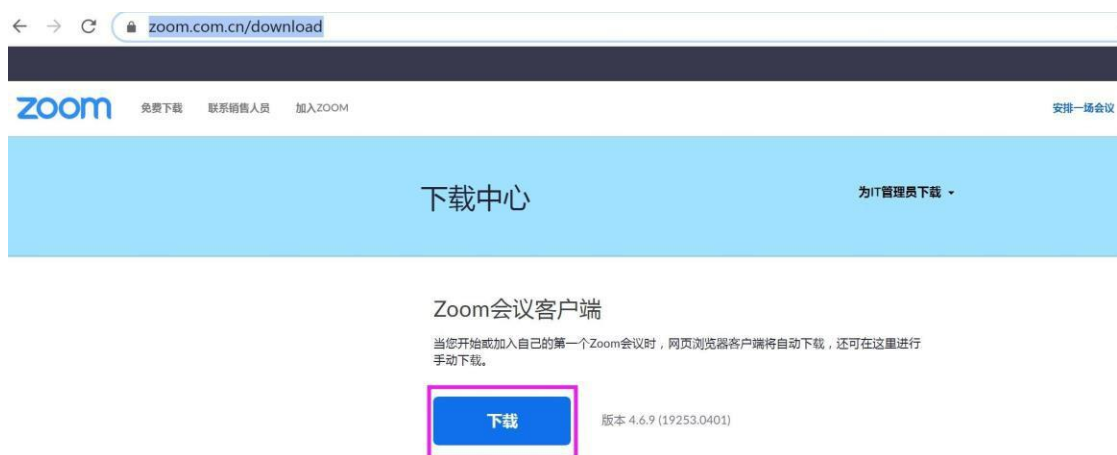 zoom.com.cn/download
zoom 免费下载 联系销售人员 加入ZOOM 安排一场会议
下载中心 为IT管理员下载
Zoom会议客户端
当您开始或加入自己的第一个Zoom会议时，网页浏览器客户端将自动下载，还可在这里进行
手动下载。
下载 版本 4.6.9 (19253.0401)